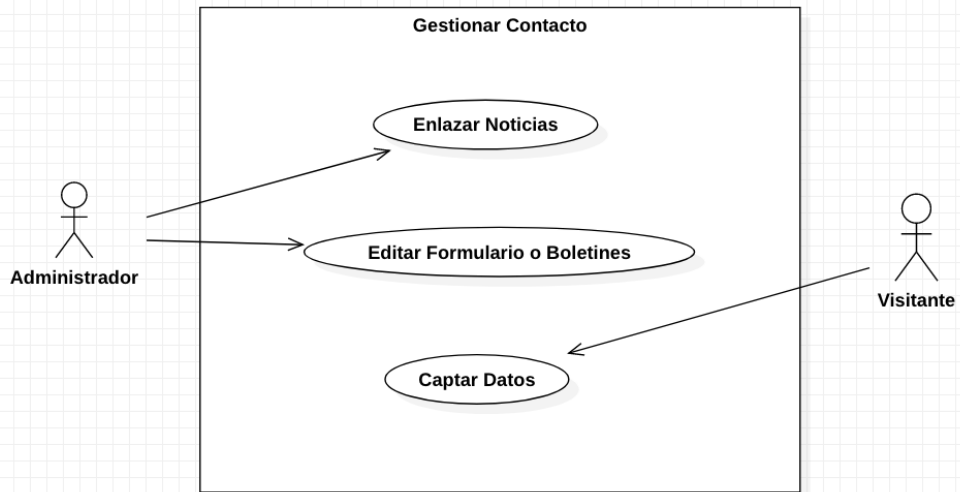 Gestionar Contacto
Enlazar Noticias
Editar Formulario o Boletines
Administrador
Visitante
Captar Datos